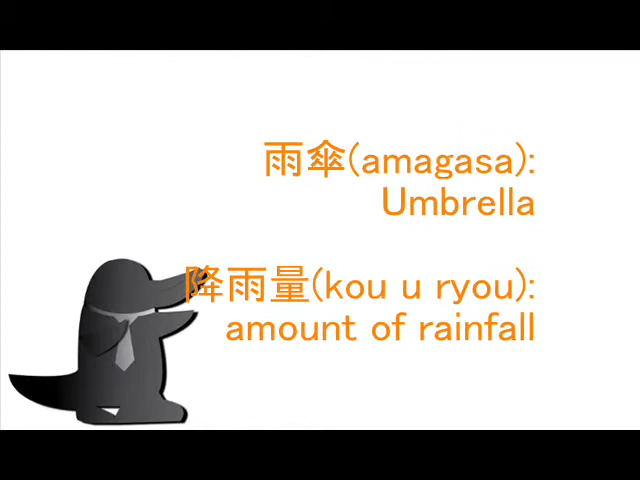 雨傘(amagasa):
Umbrella
降雨量(kou u ryou):
amount of rainfall